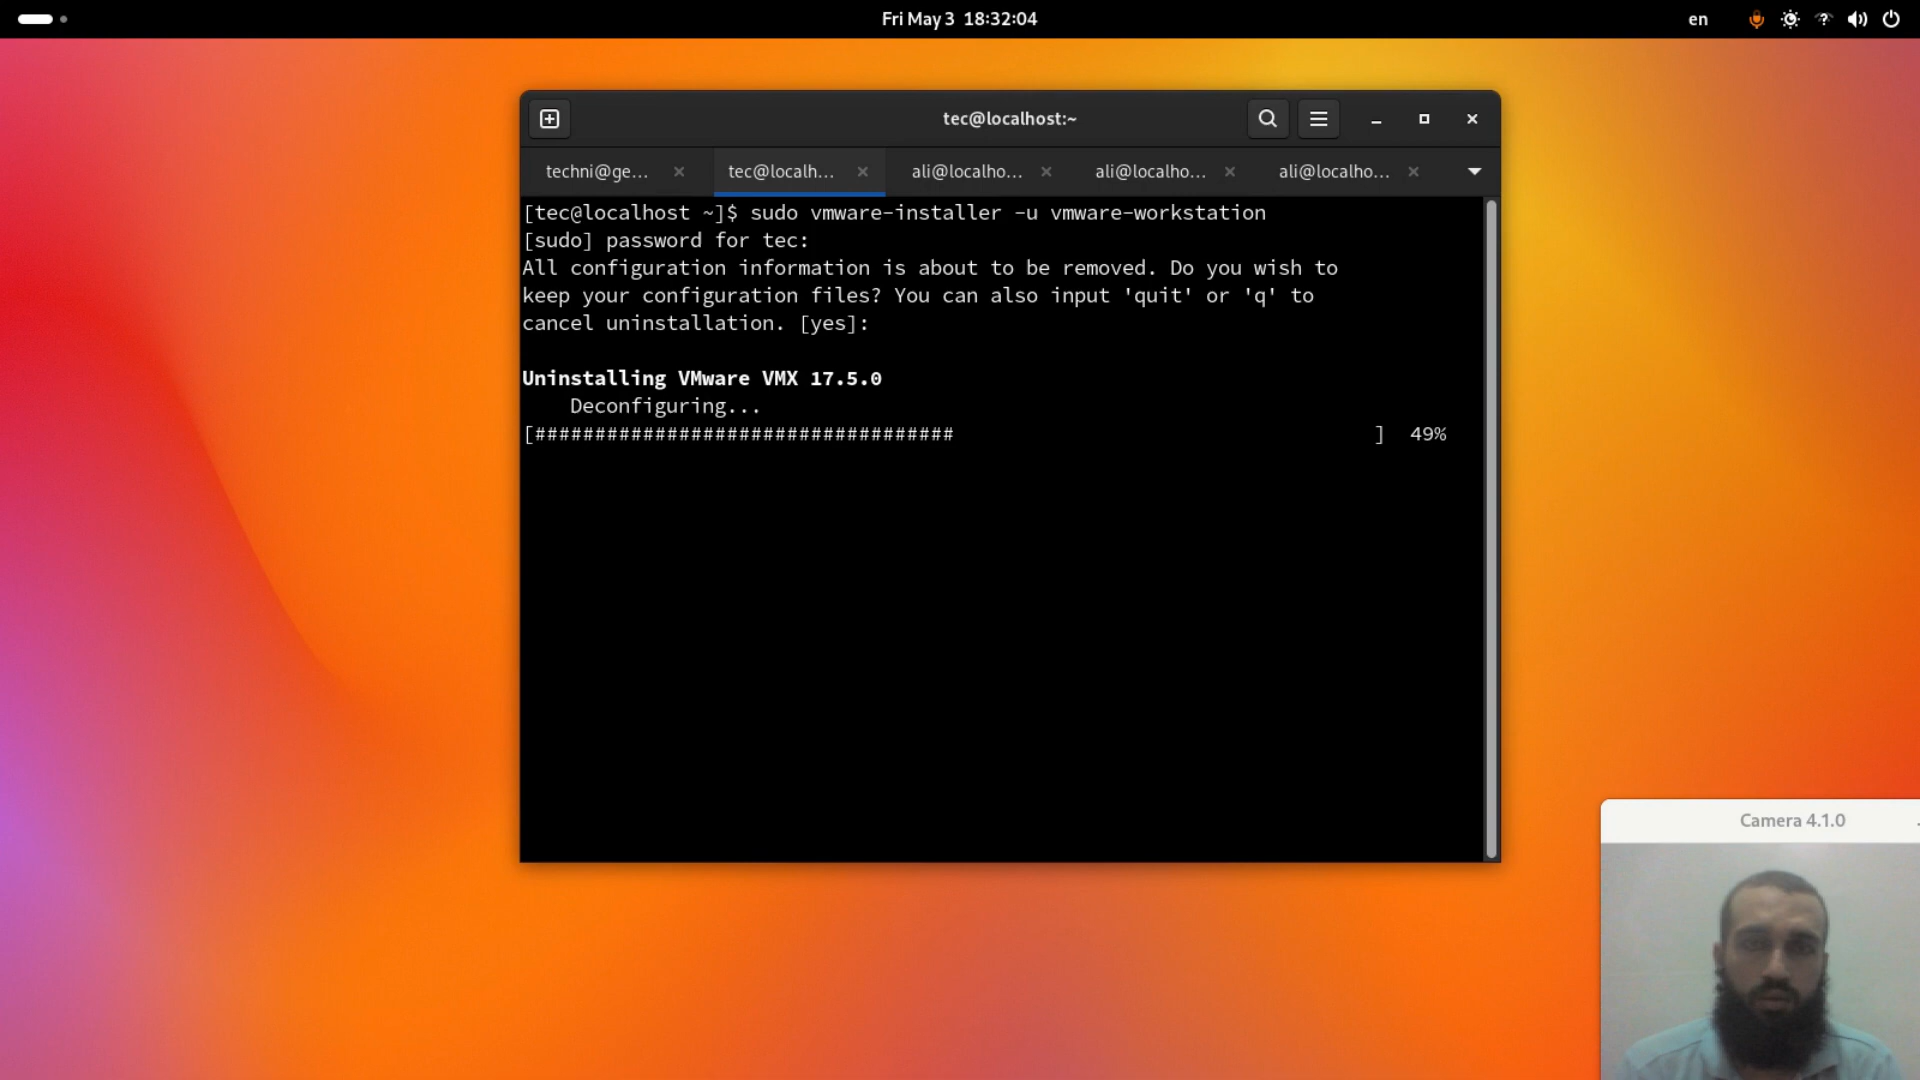 Fri May 3 18:32:04
en
tec@localhost:~
techni@ge...
tec@localh...
ali@localho...
ali@localho...
ali@localho...
[tec@localhost ~]$ sudo vmware-installer -u vmware-workstation
[sudo] password for tec:
All configuration information is about to be removed. Do you wish to
keep your configuration files? You can also input 'quit' or 'q' to
cancel uninstallation. [yes]:
Uninstalling VMware VMX 17.5.0
Deconfiguring...
[###################################                                    ]  49%
Camera 4.1.0